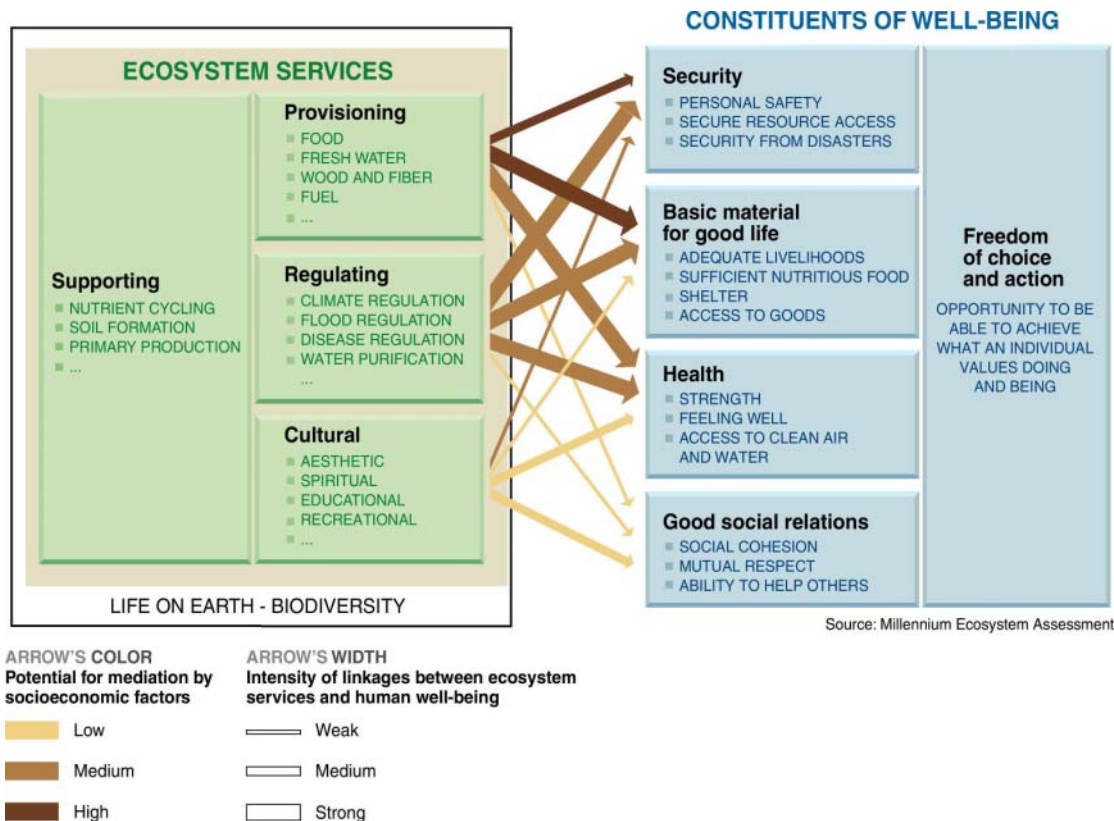 CONSTITUENTS OF WELL-BEING
ECOSYSTEM SERVICES
Supporting
NUTRIENT CYCLING
SOIL FORMATION
PRIMARY PRODUCTION
...
Provisioning
FOOD
FRESH WATER
WOOD AND FIBER
FUEL
...
Regulating
CLIMATE REGULATION
FLOOD REGULATION
DISEASE REGULATION
WATER PURIFICATION
...
Cultural
AESTHETIC
SPIRITUAL
EDUCATIONAL
RECREATIONAL
...
LIFE ON EARTH - BIODIVERSITY
Security
PERSONAL SAFETY
SECURE RESOURCE ACCESS
SECURITY FROM DISASTERS
Basic material
for good life
ADEQUATE LIVELIHOODS
SUFFICIENT NUTRITIOUS FOOD
SHELTER
ACCESS TO GOODS
Health
STRENGTH
FEELING WELL
ACCESS TO CLEAN AIR
AND WATER
Good social relations
SOCIAL COHESION
MUTUAL RESPECT
ABILITY TO HELP OTHERS
Freedom
of choice
and action
OPPORTUNITY TO BE
ABLE TO ACHIEVE
WHAT AN INDIVIDUAL
VALUES DOING
AND BEING
Source: Millennium Ecosystem Assessment
ARROW'S COLOR
Potential for mediation by
socioeconomic factors
Low
Medium
High
ARROW'S WIDTH
Intensity of linkages between ecosystem
services and human well-being
Weak
Medium
Strong